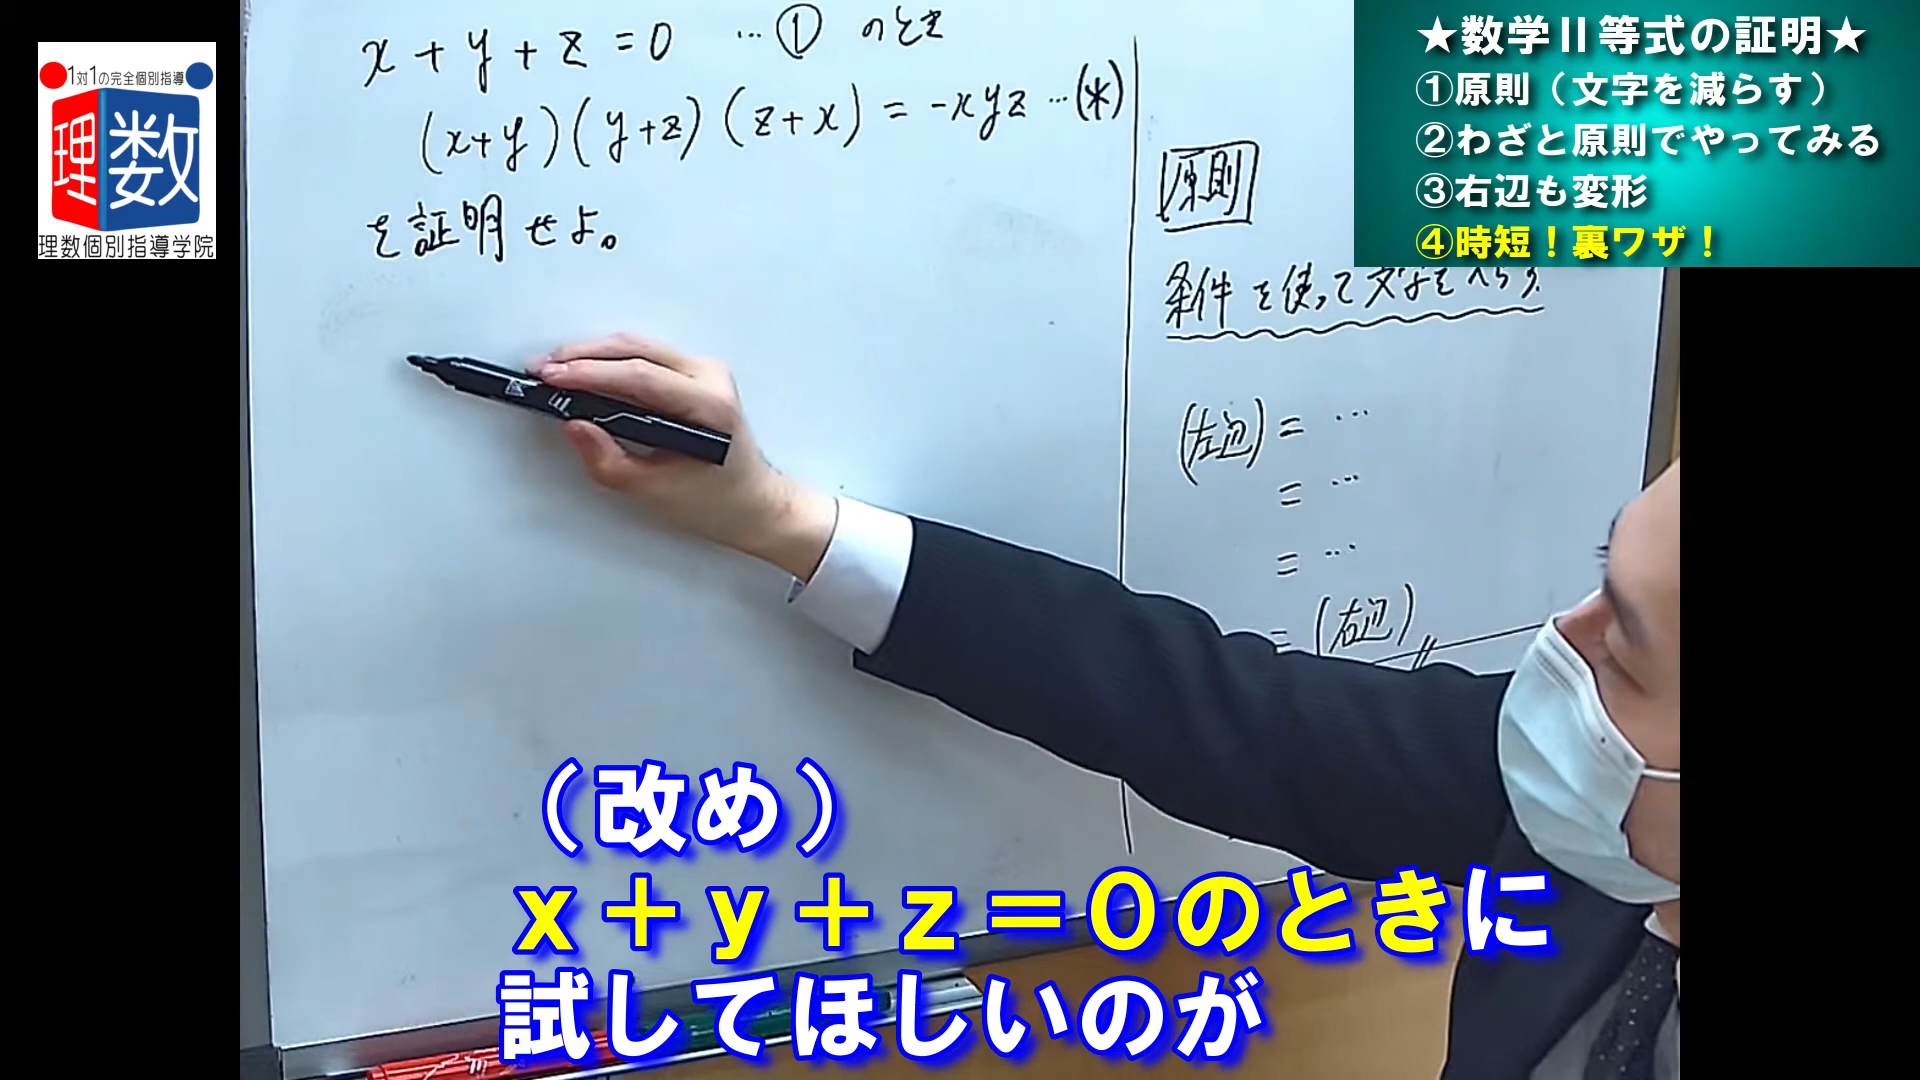 1対1の完全個別指導
理数
理数個別指導学院
x + y + z = 0 … ① のとき
(x+y)(y+z)(z+x) = -xyz …(*)
を証明せよ。
原則
条件を使って文字をへらす.
(左辺) = …
= …
= …
= (右辺)
★数学Ⅱ等式の証明★
①原則（文字を減らす）
②わざと原則でやってみる
③右辺も変形
④時短！裏ワザ！
（改め）
x＋y＋z＝0のときに
試してほしいのが